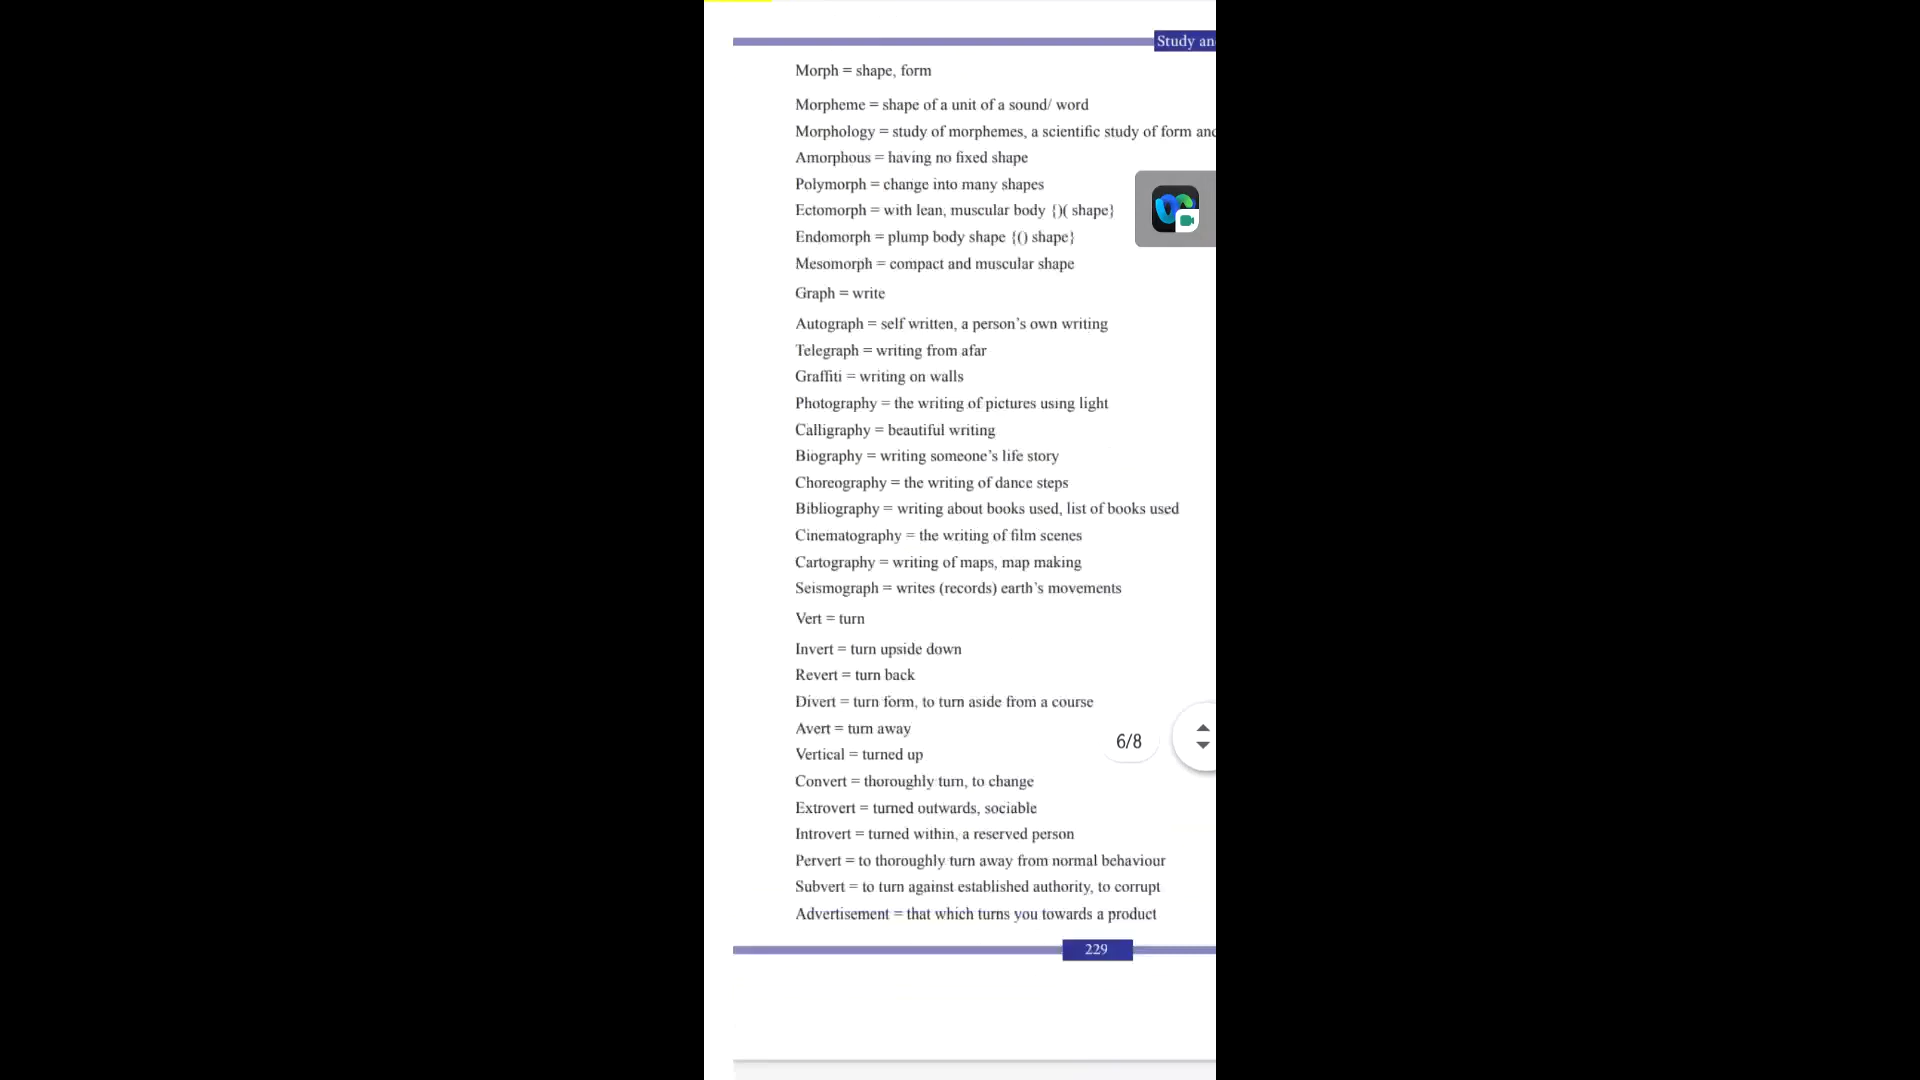 Study an
Morph = shape, form
Morpheme = shape of a unit of a sound/ word
Morphology = study of morphemes, a scientific study of form and
Amorphous = having no fixed shape
Polymorph = change into many shapes
Ectomorph = with lean, muscular body {)( shape}
Endomorph = plump body shape {() shape}
Mesomorph = compact and muscular shape
Graph = write
Autograph = self written, a person's own writing
Telegraph = writing from afar
Graffiti = writing on walls
Photography = the writing of pictures using light
Calligraphy = beautiful writing
Biography = writing someone's life story
Choreography = the writing of dance steps
Bibliography = writing about books used, list of books used
Cinematography = the writing of film scenes
Cartography = writing of maps, map making
Seismograph = writes (records) earth's movements
Vert = turn
Invert = turn upside down
Revert = turn back
Divert = turn form, to turn aside from a course
Avert = turn away
6/8
Vertical = turned up
Convert = thoroughly turn, to change
Extrovert = turned outwards, sociable
Introvert = turned within, a reserved person
Pervert = to thoroughly turn away from normal behaviour
Subvert = to turn against established authority, to corrupt
Advertisement = that which turns you towards a product
229